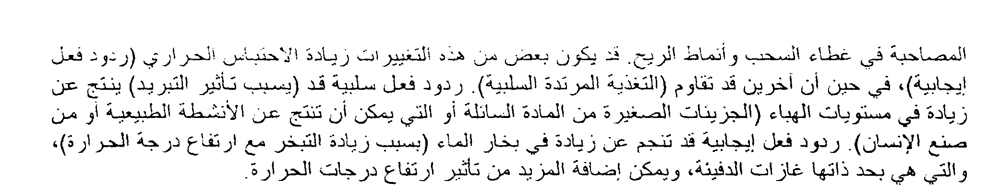 المصاحبة في غطاء السحب وأنماط الريح. قد يكون بعض من هذه التغييرات زيادة الاحتباس الحراري (ردود فعل
إيجابية)، في حين أن آخرين قد تقاوم (التغذية المرتدة السلبية). ردود فعل سلبية قد (يسبب تأثير التبريد) ينتج عن
زيادة في مستويات الهباء (الجزيئات الصغيرة من المادة السائلة أو التي يمكن أن تنتج عن الأنشطة الطبيعية أو من
صنع الإنسان). ردود فعل إيجابية قد تنجم عن زيادة في بخار الماء (بسبب زيادة التبخر مع ارتفاع درجة الحرارة)،
والتي هي بحد ذاتها غازات الدفيئة، ويمكن إضافة المزيد من تأثير ارتفاع درجات الحرارة.